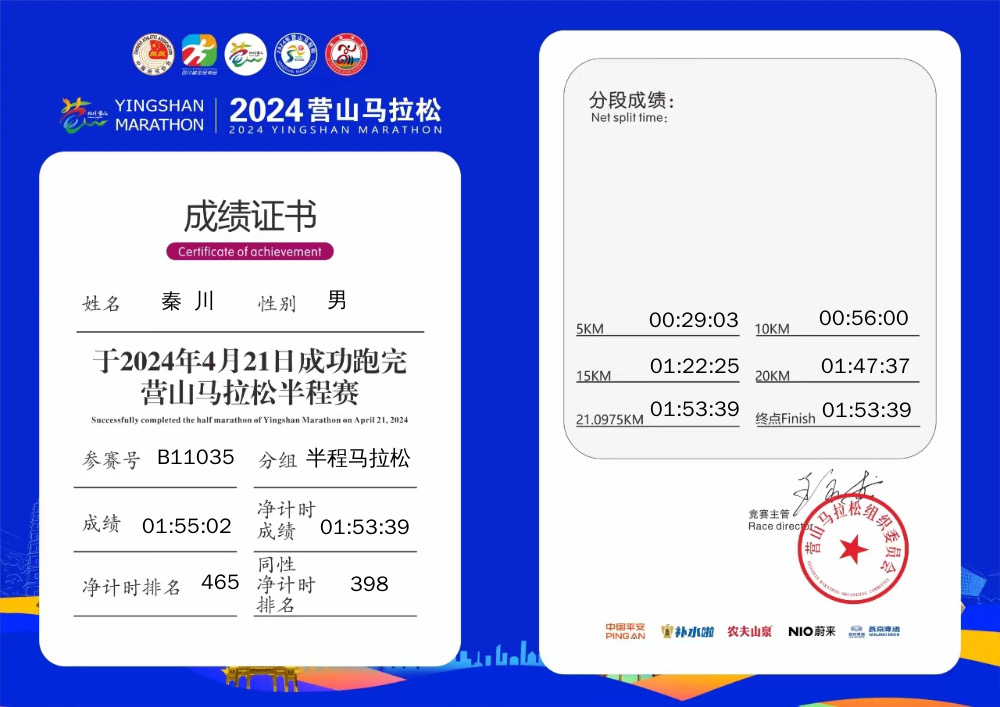 YINGSHAN
MARATHON
2024营山马拉松
2024 YINGSHAN MARATHON
成绩证书
Certificate of achievement
姓名 秦 川 性别 男
于2024年4月21日成功跑完
营山马拉松半程赛
Successfully completed the half marathon of Yingshan Marathon on April 21, 2024
参赛号 B11035 分组 半程马拉松
成绩 01:55:02 净计时成绩 01:53:39
净计时排名 465 同性净计时排名 398
分段成绩：
Net split time：
5KM 00:29:03 10KM 00:56:00
15KM 01:22:25 20KM 01:47:37
21.0975KM 01:53:39 终点Finish 01:53:39
竞赛主管
Race director
营山马拉松组织委员会
中国平安
PING AN
补水啦
农夫山泉
NIO蔚来
燕京啤酒